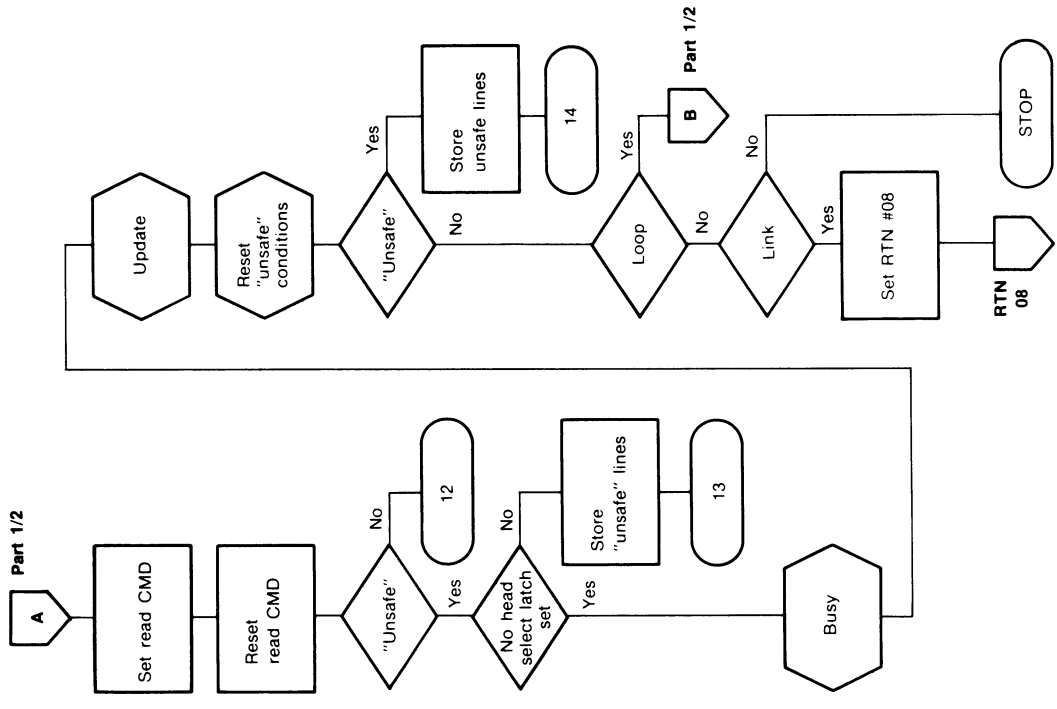 Part 1/2
A
Set read CMD
Reset
read CMD
"Unsafe"
No
12
Yes
No head
select latch
set
No
Store
"unsafe" lines
13
Yes
Busy
Update
Reset
"unsafe"
conditions
"Unsafe"
Yes
Store
unsafe lines
14
No
Loop
Yes
B
Part 1/2
No
Link
No
STOP
Yes
Set RTN #08
RTN
08